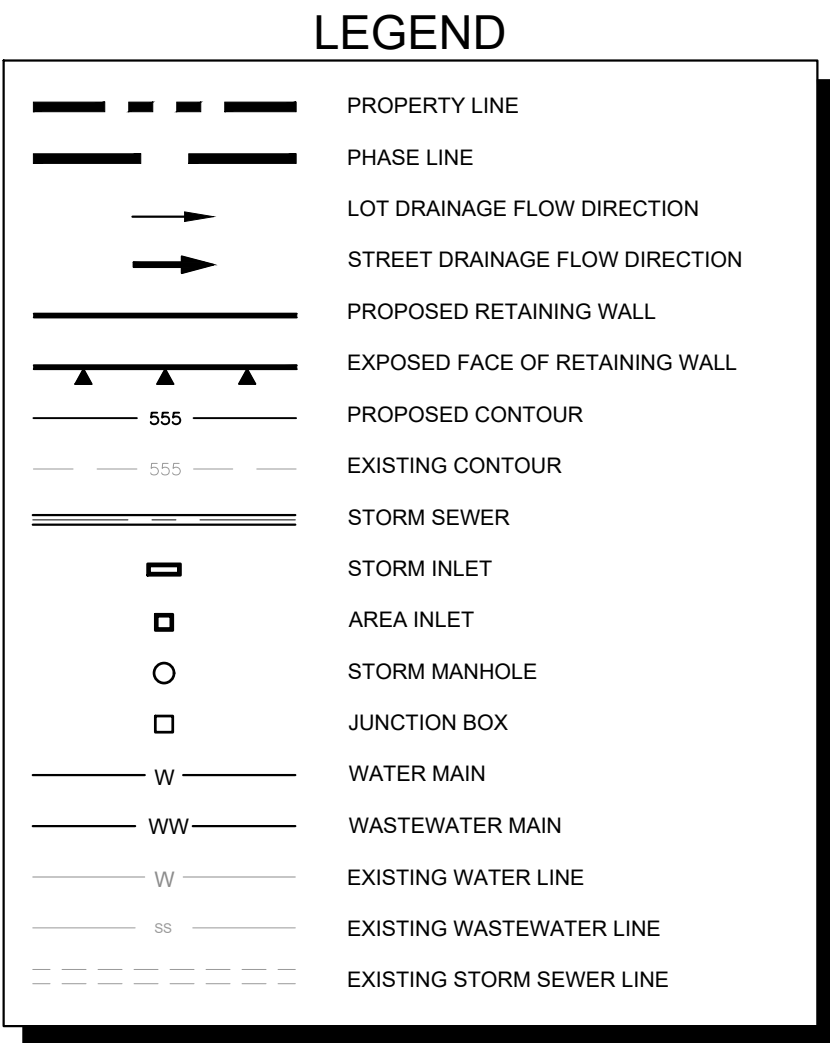 LEGEND
PROPERTY LINE
PHASE LINE
LOT DRAINAGE FLOW DIRECTION
STREET DRAINAGE FLOW DIRECTION
PROPOSED RETAINING WALL
EXPOSED FACE OF RETAINING WALL
555 PROPOSED CONTOUR
555 EXISTING CONTOUR
STORM SEWER
STORM INLET
AREA INLET
STORM MANHOLE
JUNCTION BOX
W WATER MAIN
WW WASTEWATER MAIN
W EXISTING WATER LINE
SS EXISTING WASTEWATER LINE
EXISTING STORM SEWER LINE